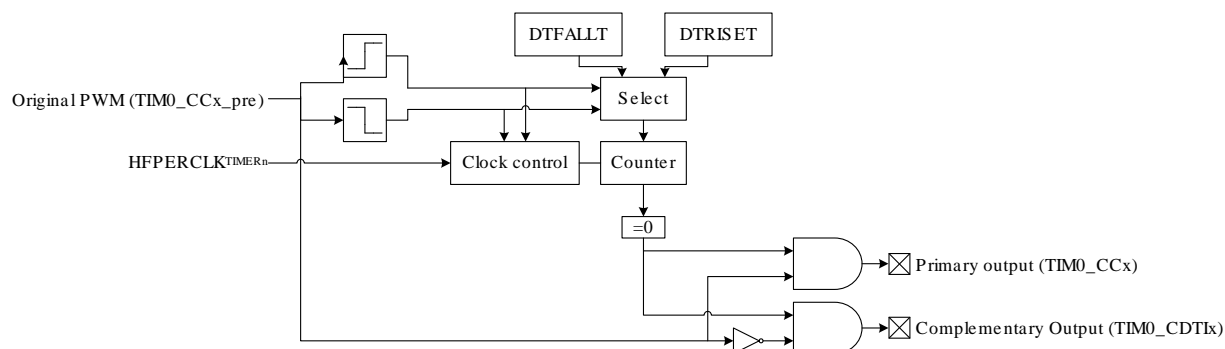 DTFALLT
DTRISET
Original PWM (TIM0_CCx_pre)
Select
HFPERCLKTIMERn
Clock control
Counter
=0
Primary output (TIM0_CCx)
Complementary Output (TIM0_CDTIx)